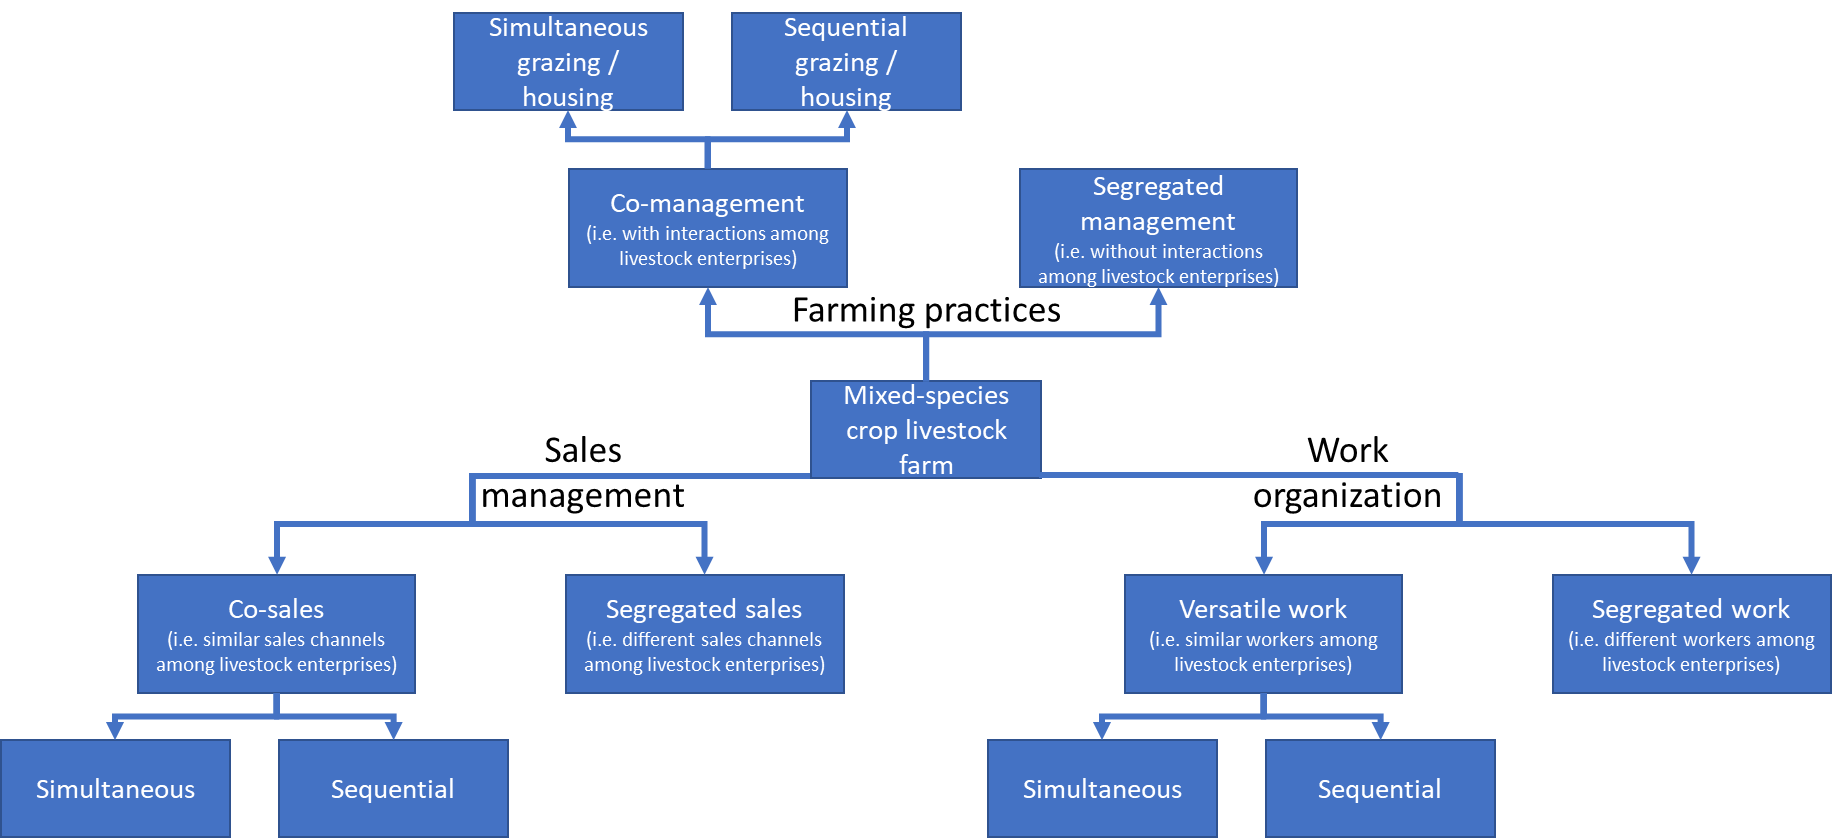 Simultaneous
grazing /
housing
Sequential
grazing /
housing
Co-management
(i.e. with interactions among
livestock enterprises)
Segregated
management
(i.e. without interactions
among livestock enterprises)
Farming practices
Mixed-species
crop livestock
farm
Sales
management
Work
organization
Co-sales
(i.e. similar sales channels
among livestock enterprises)
Segregated sales
(i.e. different sales channels
among livestock enterprises)
Versatile work
(i.e. similar workers among
livestock enterprises)
Segregated work
(i.e. different workers among
livestock enterprises)
Simultaneous
Sequential
Simultaneous
Sequential